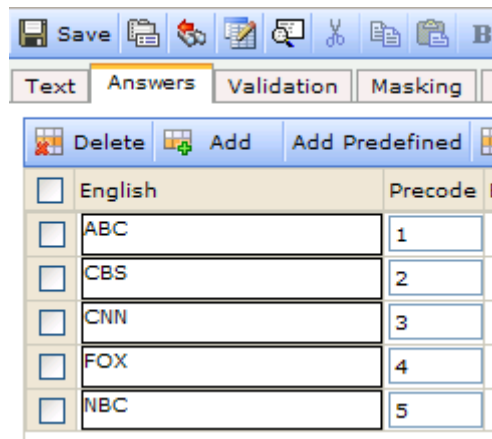 Save B
Text Answers Validation Masking
Delete Add Add Predefined
English Precode
ABC 1
CBS 2
CNN 3
FOX 4
NBC 5